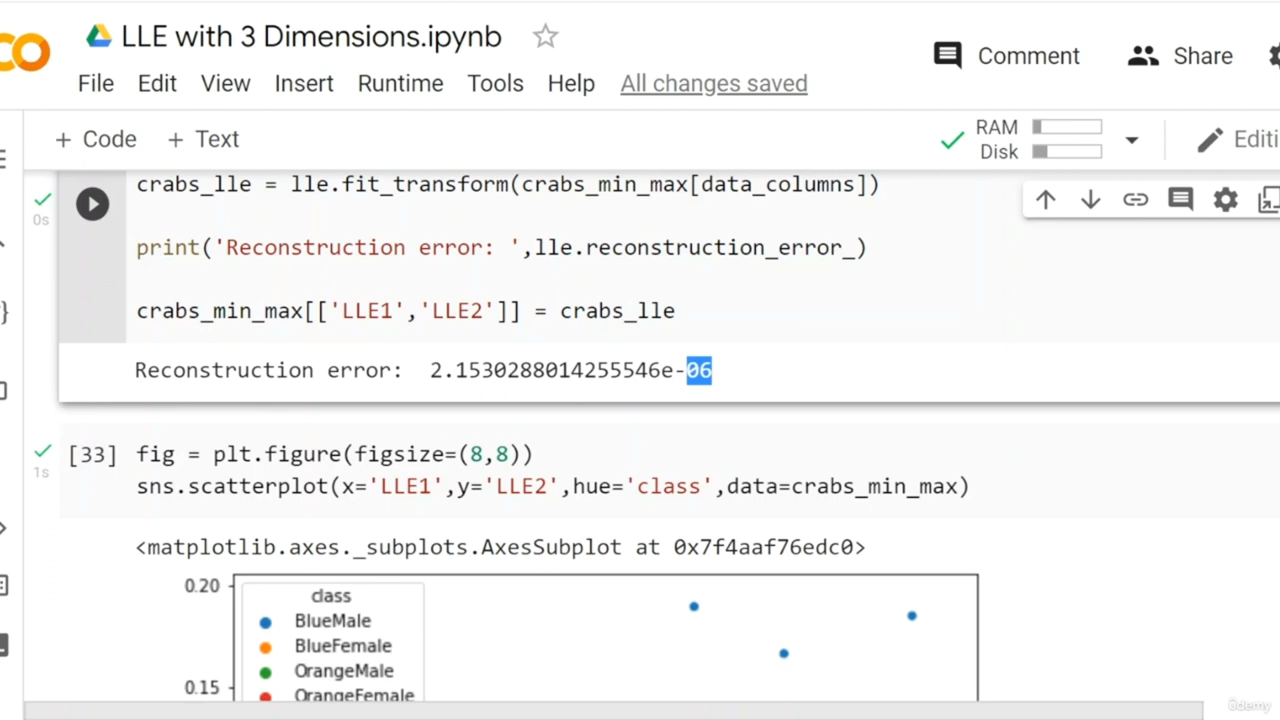 CO
LLE with 3 Dimensions.ipynb
File Edit View Insert Runtime Tools Help All changes saved
Comment Share
+ Code + Text
RAM
Disk
Editi
crabs_lle = lle.fit_transform(crabs_min_max[data_columns])
0s
print('Reconstruction error: ',lle.reconstruction_error_)
crabs_min_max[['LLE1','LLE2']] = crabs_lle
Reconstruction error: 2.1530288014255546e-06
[33] fig = plt.figure(figsize=(8,8))
1s
sns.scatterplot(x='LLE1',y='LLE2',hue='class',data=crabs_min_max)
<matplotlib.axes._subplots.AxesSubplot at 0x7f4aaf76edc0>
0.20
class
BlueMale
BlueFemale
OrangeMale
OrangeFemale
0.15
ûdemy